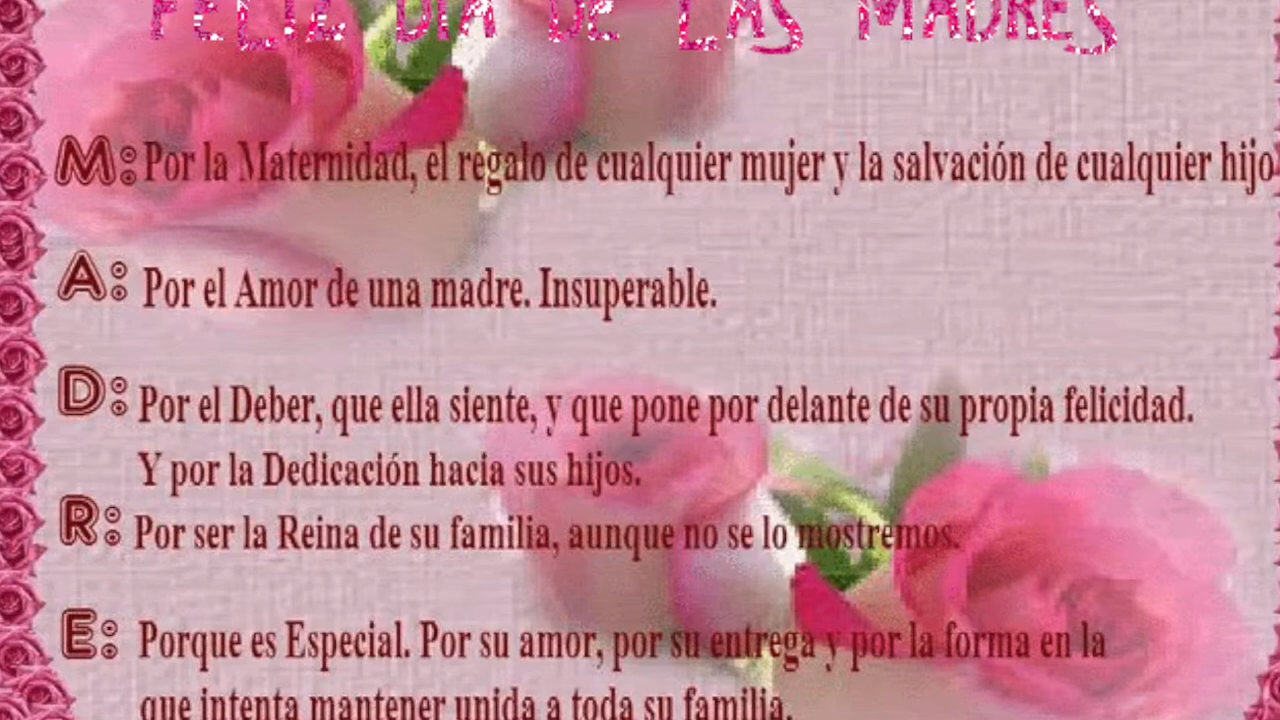 FELIZ DIA DE LAS MADRES
M: Por la Maternidad, el regalo de cualquier mujer y la salvación de cualquier hijo
A: Por el Amor de una madre. Insuperable.
D: Por el Deber, que ella siente, y que pone por delante de su propia felicidad.
Y por la Dedicación hacia sus hijos.
R: Por ser la Reina de su familia, aunque no se lo mostremos.
E: Porque es Especial. Por su amor, por su entrega y por la forma en la
que intenta mantener unida a toda su familia.